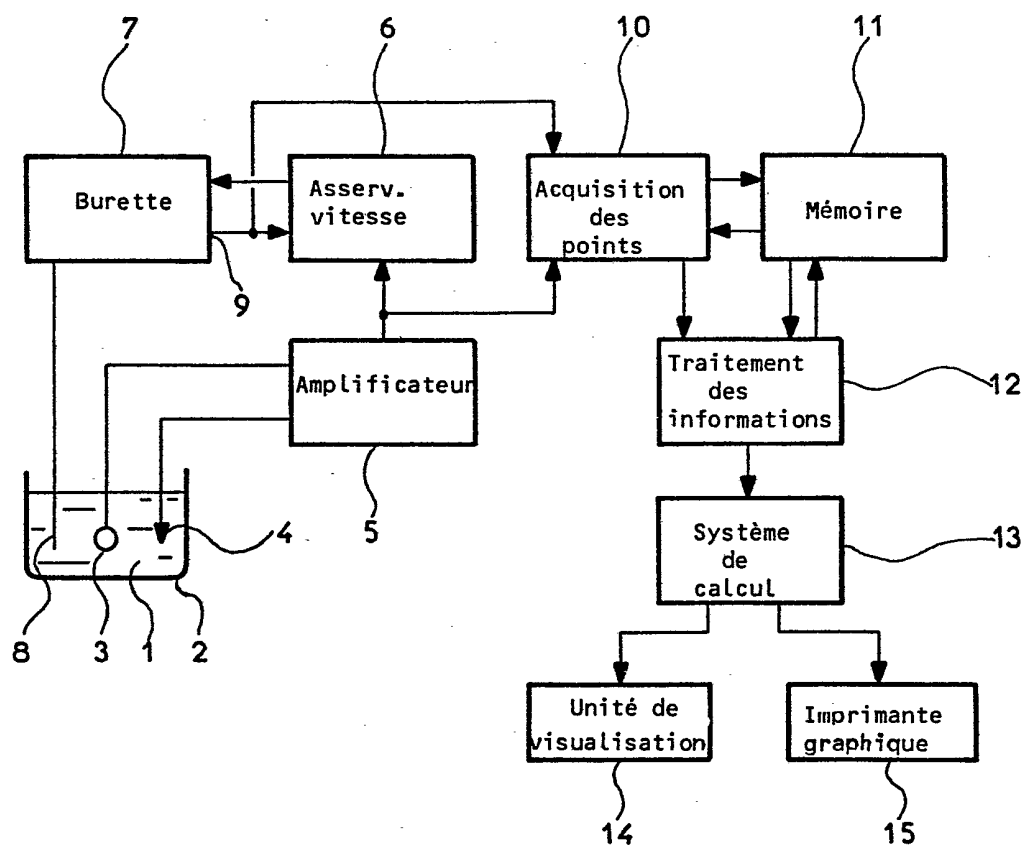 7
6
10
11
Burette
Asserv.
vitesse
Acquisition
des
points
Mémoire
9
Amplificateur
Traitement
des
informations
12
5
4
Système
de
calcul
13
8
3
1
2
Unité de
visualisation
Imprimante
graphique
14
15